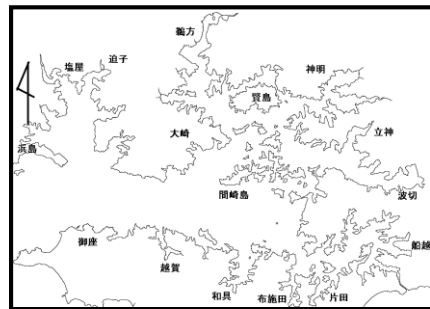 鵜方
塩屋
迫子
神明
賢島
大崎
立神
浜島
間崎島
波切
御座
船越
越賀
和具
布施田
片田